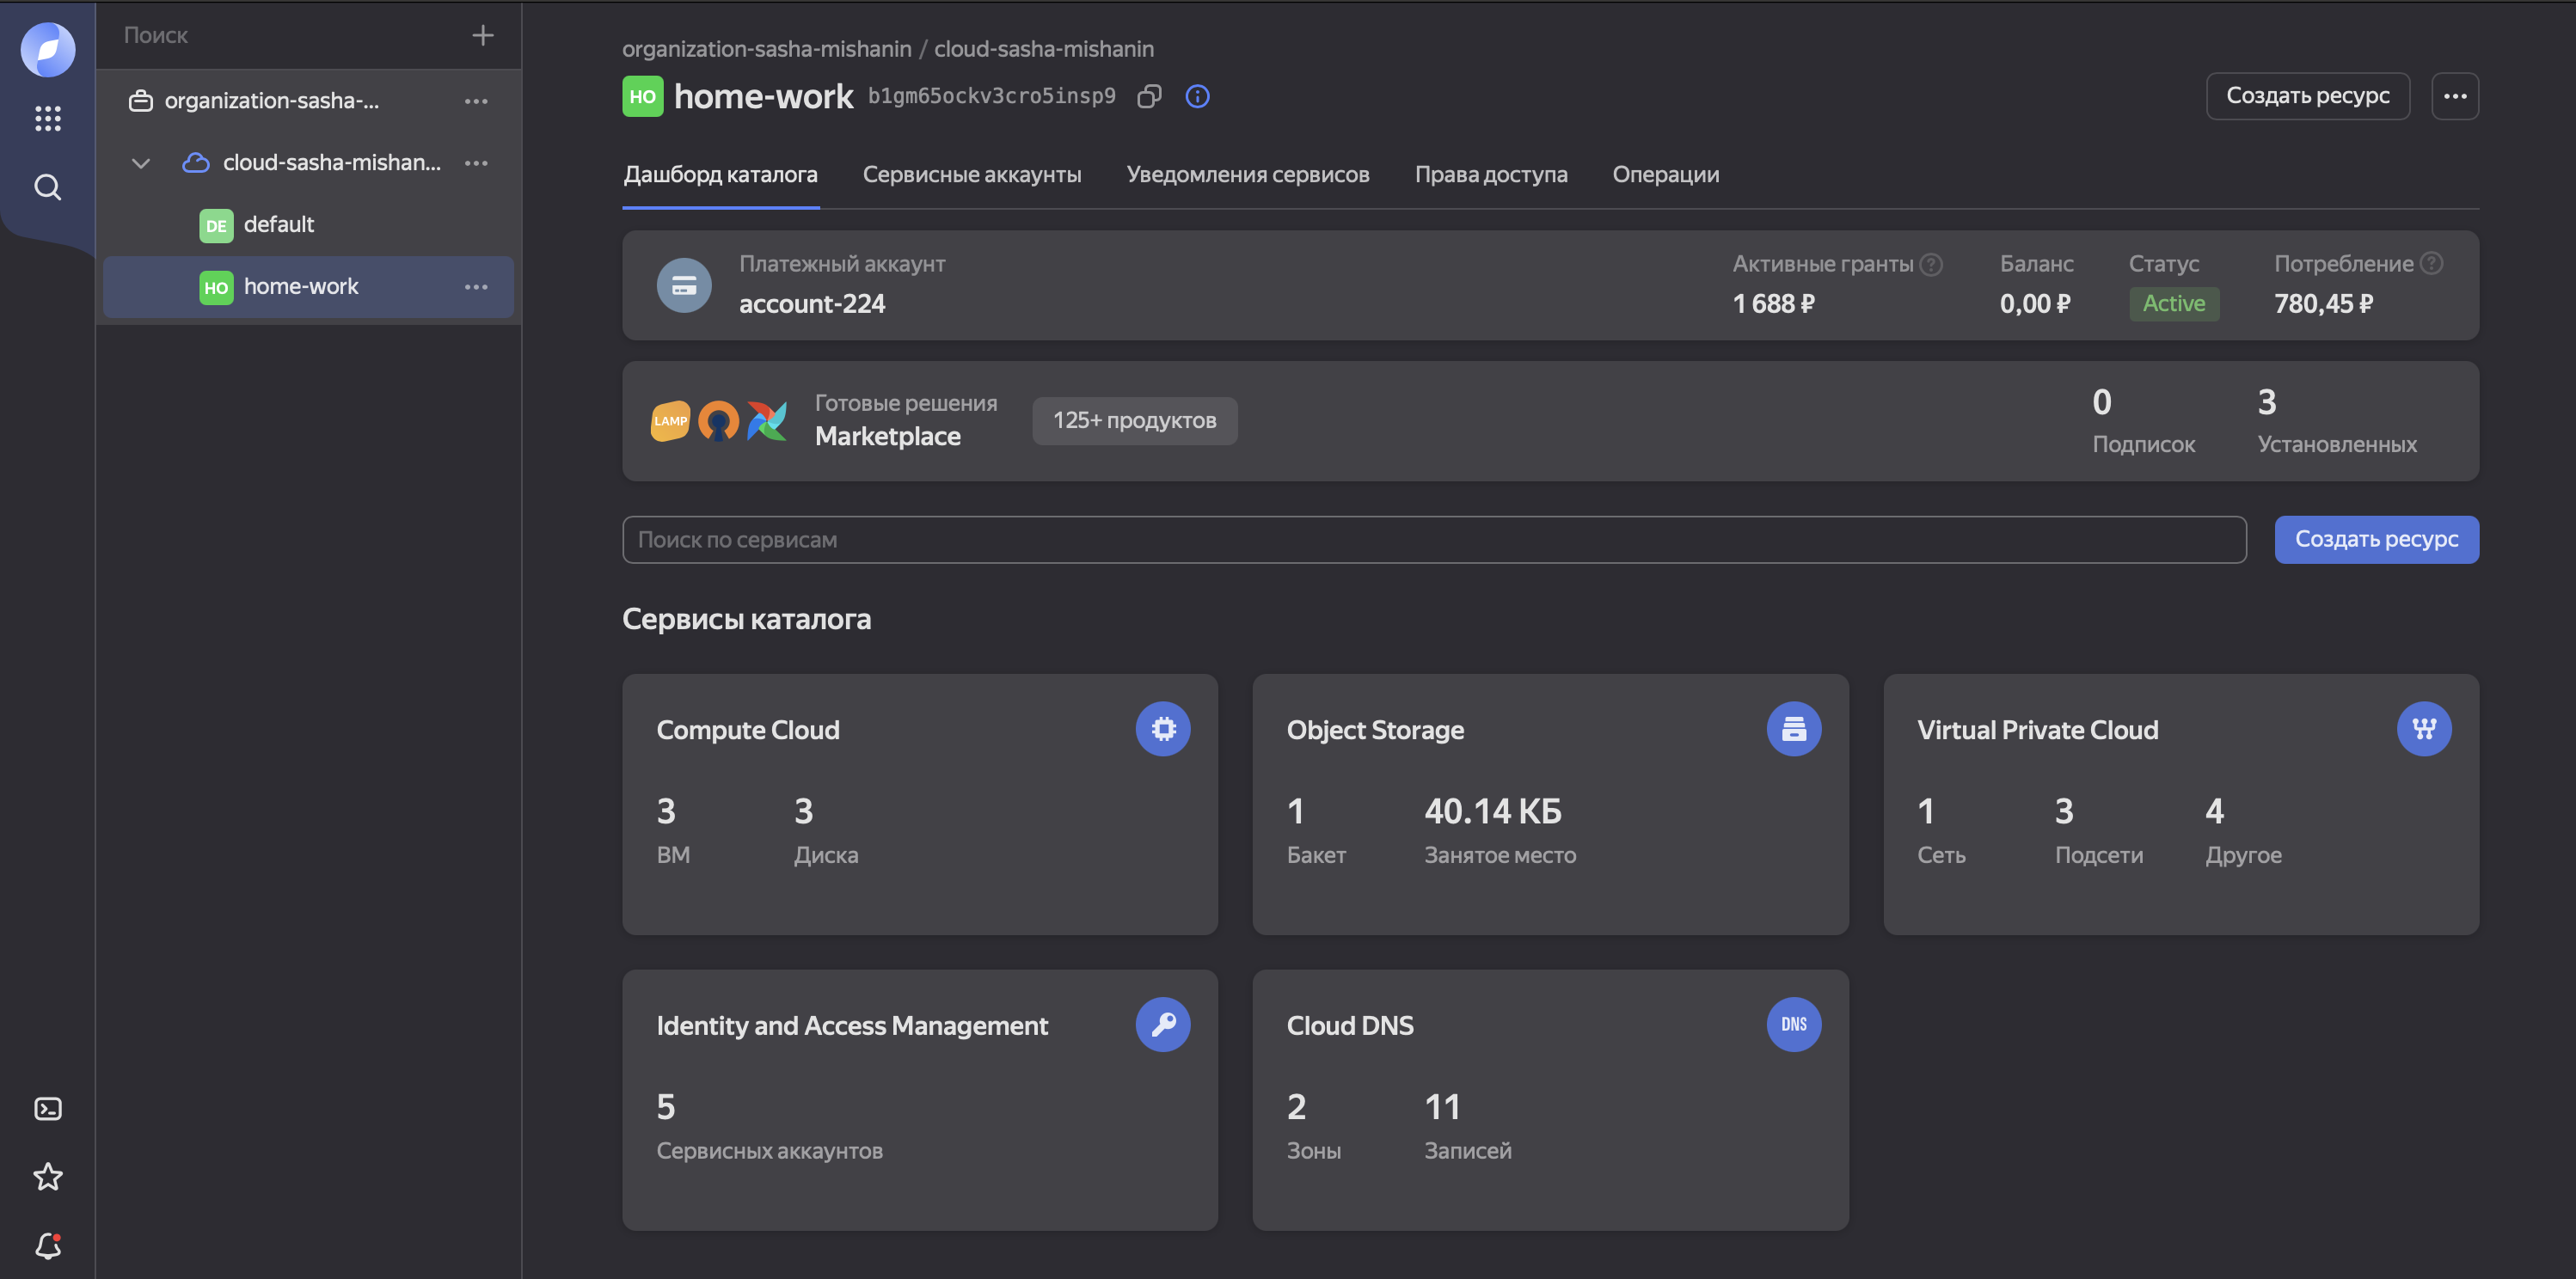 Поиск
organization-sasha-...
cloud-sasha-mishan...
DE default
HO home-work
organization-sasha-mishanin / cloud-sasha-mishanin
HO home-work b1gm65ockv3cro5insp9
Создать ресурс
Дашборд каталога Сервисные аккаунты Уведомления сервисов Права доступа Операции
Платежный аккаунт
account-224
Активные гранты ? Баланс Статус Потребление ?
1 688 ₽ 0,00 ₽ Active 780,45 ₽
LAMP
Готовые решения
Marketplace
125+ продуктов
0 3
Подписок Установленных
Поиск по сервисам
Создать ресурс
Сервисы каталога
Compute Cloud
3 3
ВМ Диска
Object Storage
1 40.14 КБ
Бакет Занятое место
Virtual Private Cloud
1 3 4
Сеть Подсети Другое
Identity and Access Management
5
Сервисных аккаунтов
Cloud DNS
DNS
2 11
Зоны Записей